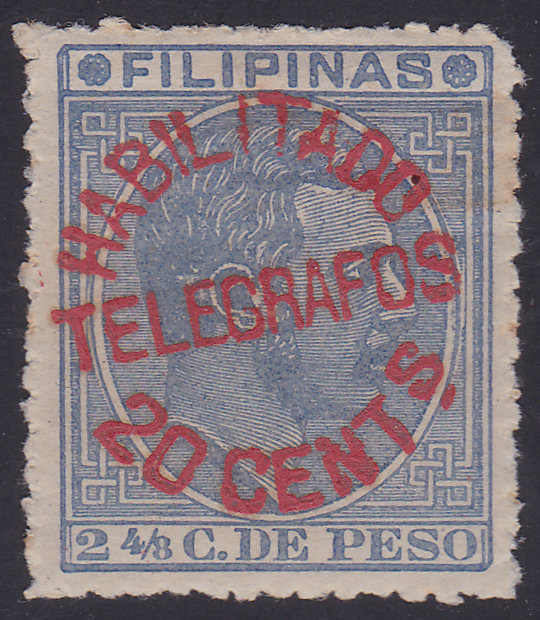 FILIPINAS
HABILITADO
TELEGRAFOS
20 CENTS.
2 4/8 C. DE PESO